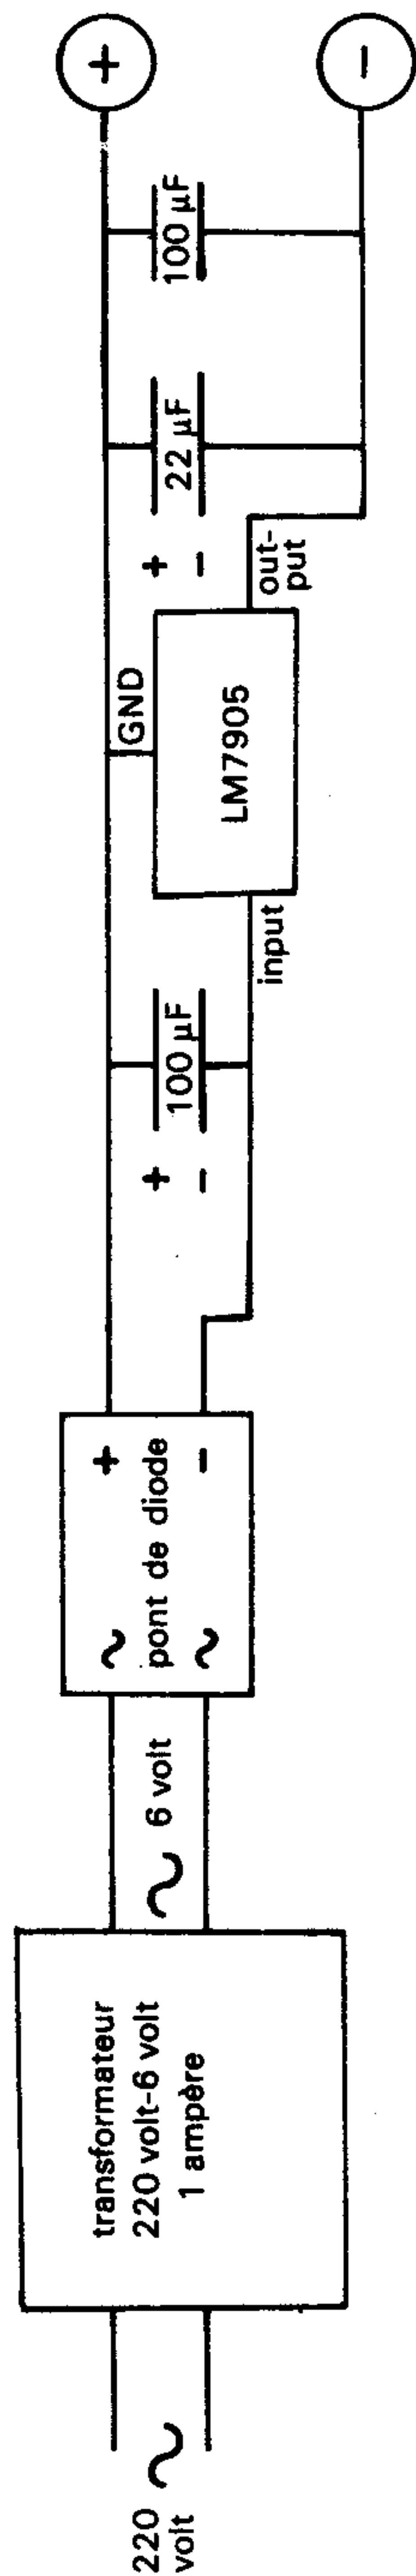 220
volt
~
transformateur
220 volt-6 volt
1 ampère
~ 6 volt
~ +
pont de diode
~ -
+
-
100 µF
input
LM7905
GND
out-
put
+
-
22 µF
100 µF
+
-